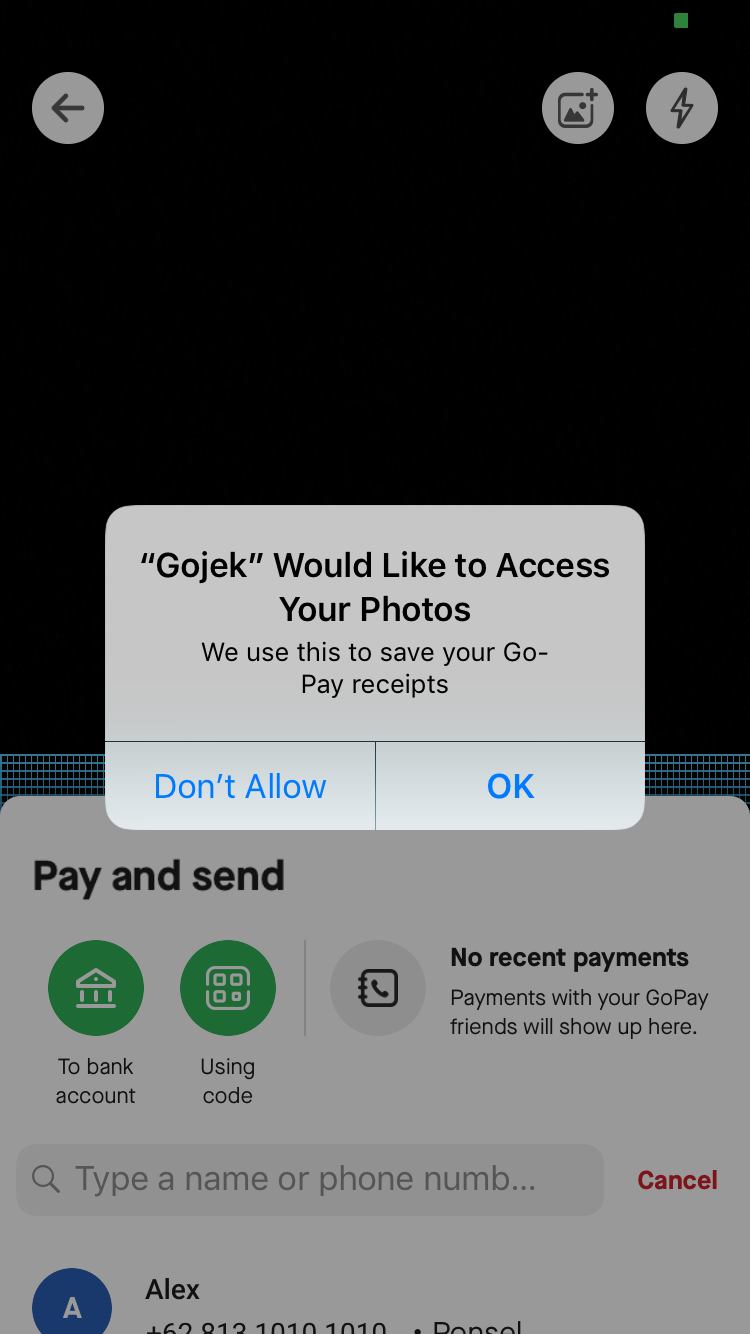 “Gojek” Would Like to Access
Your Photos
We use this to save your Go-
Pay receipts
Don’t Allow
OK
Pay and send
To bank
account
Using
code
No recent payments
Payments with your GoPay
friends will show up here.
Type a name or phone numb...
Cancel
A
Alex
+62 813 1010 1010 • Ponsel